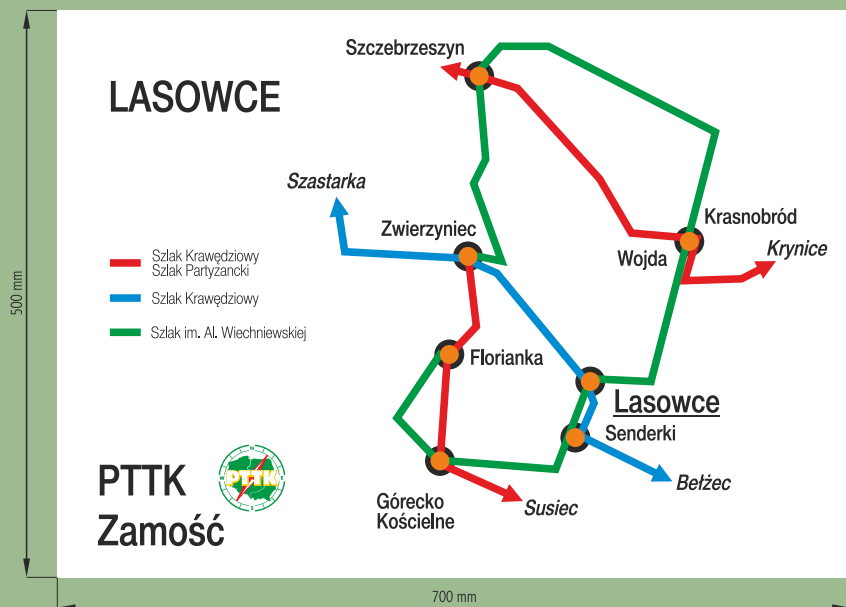 Szczebrzeszyn
LASOWCE
Szastarka
Krasnobród
Zwierzyniec
Wojda
Krynice
Szlak Krawędziowy
Szlak Partyzancki
Szlak Krawędziowy
Szlak im. Al. Wiechniewskiej
500 mm
Florianka
Lasowce
Senderki
PTTK
PTTK
N
S
Bełżec
Górecko
Kościelne
Susiec
Zamość
700 mm